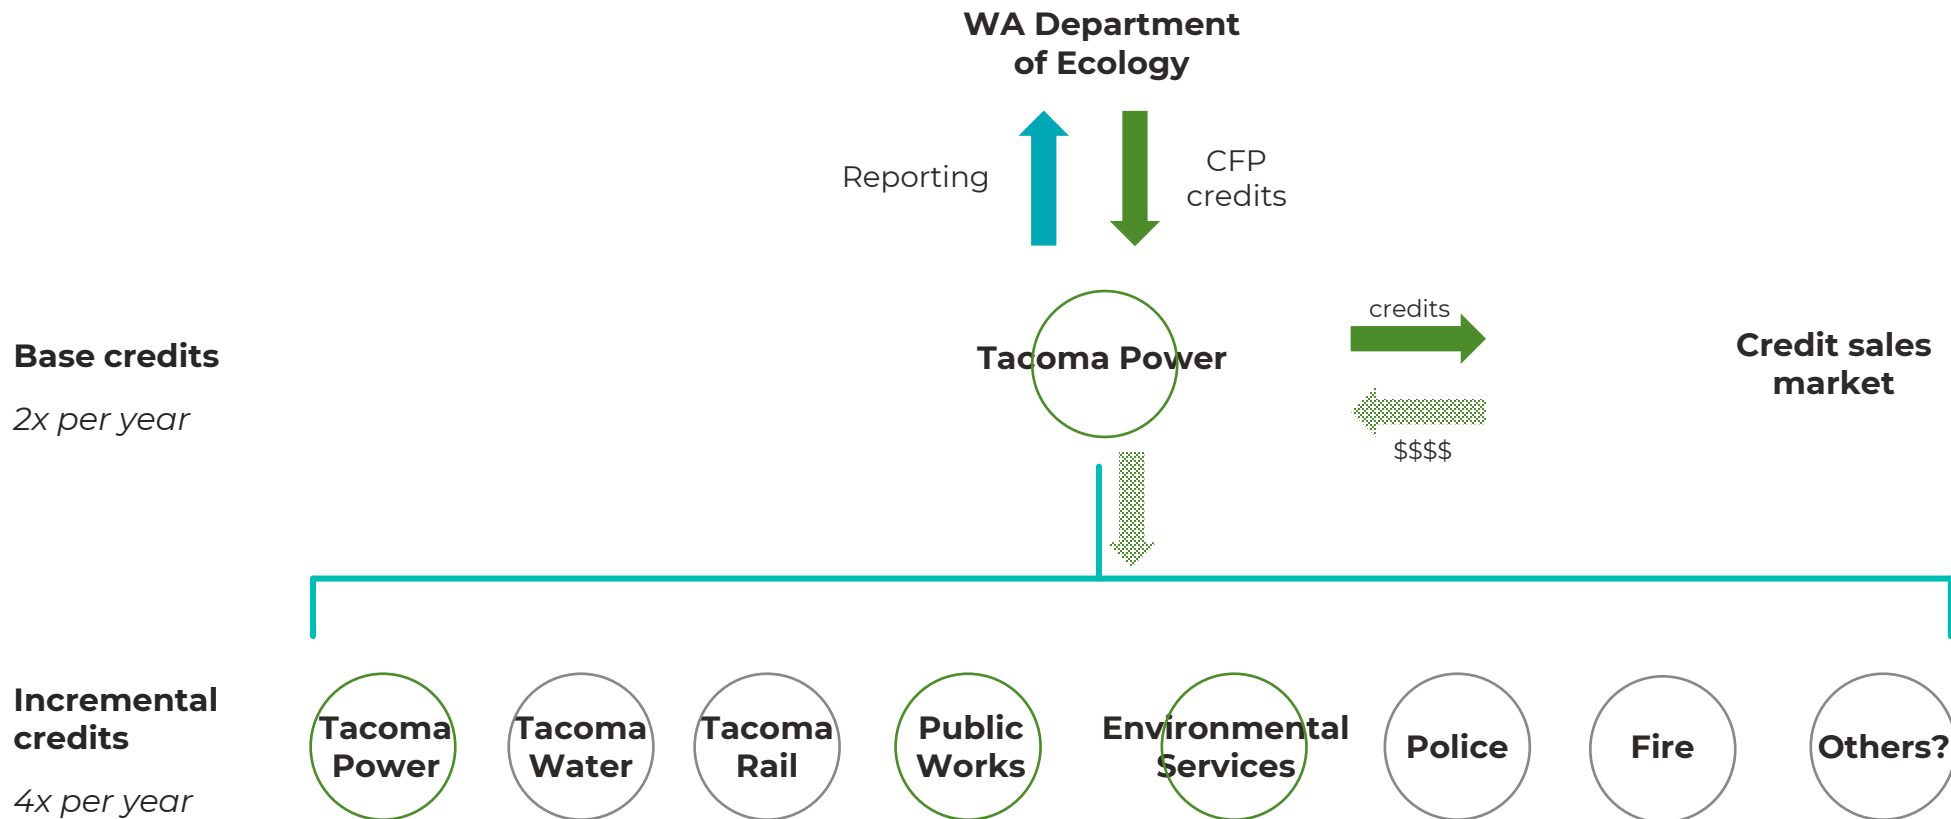 WA Department
of Ecology
Reporting
CFP
credits
Base credits
2x per year
Tacoma Power
credits
$$$$
Credit sales
market
Incremental
credits
4x per year
Tacoma
Power
Tacoma
Water
Tacoma
Rail
Public
Works
Environmental
Services
Police
Fire
Others?